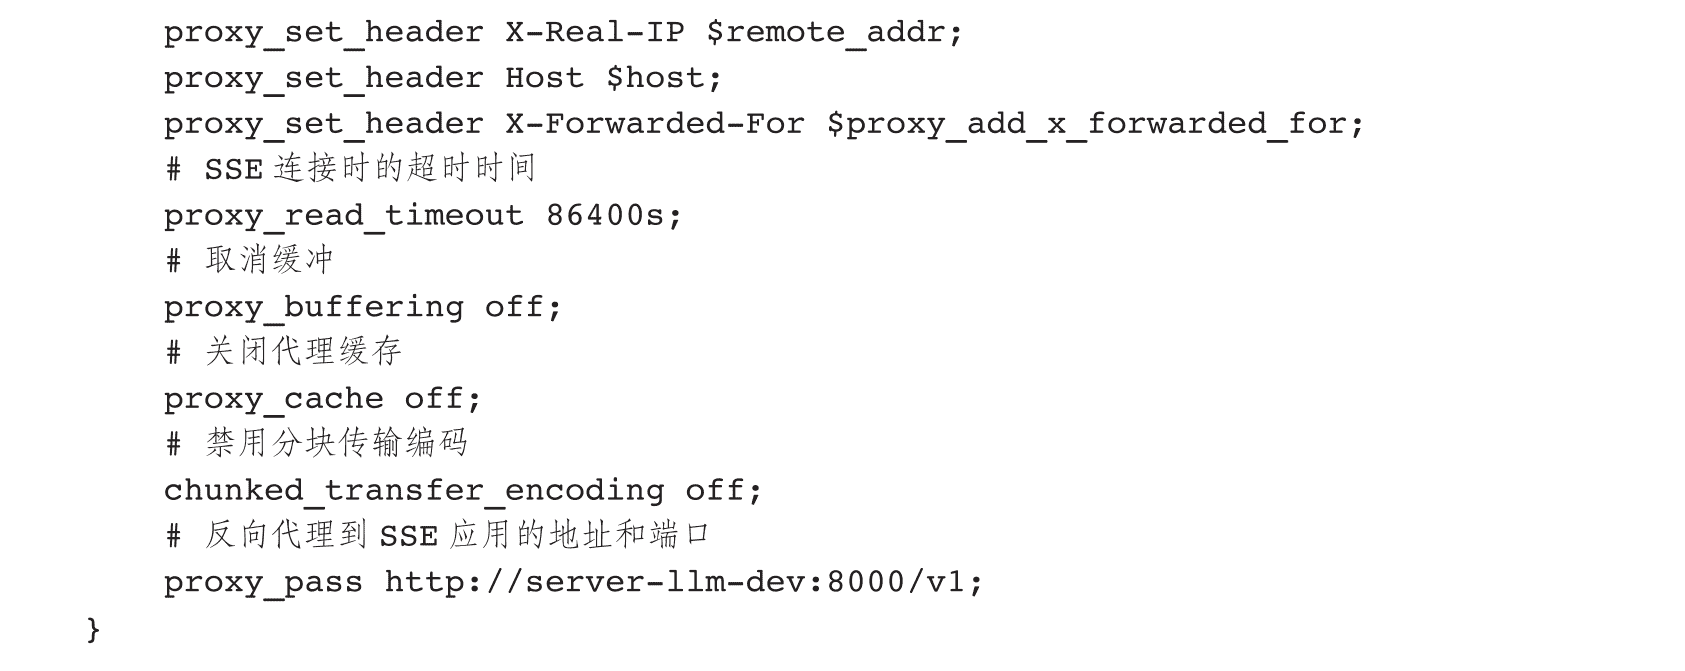 proxy_set_header X-Real-IP $remote_addr;
proxy_set_header Host $host;
proxy_set_header X-Forwarded-For $proxy_add_x_forwarded_for;
# SSE 连接时的超时时间
proxy_read_timeout 86400s;
# 取消缓冲
proxy_buffering off;
# 关闭代理缓存
proxy_cache off;
# 禁用分块传输编码
chunked_transfer_encoding off;
# 反向代理到 SSE 应用的地址和端口
proxy_pass http://server-llm-dev:8000/v1;
}